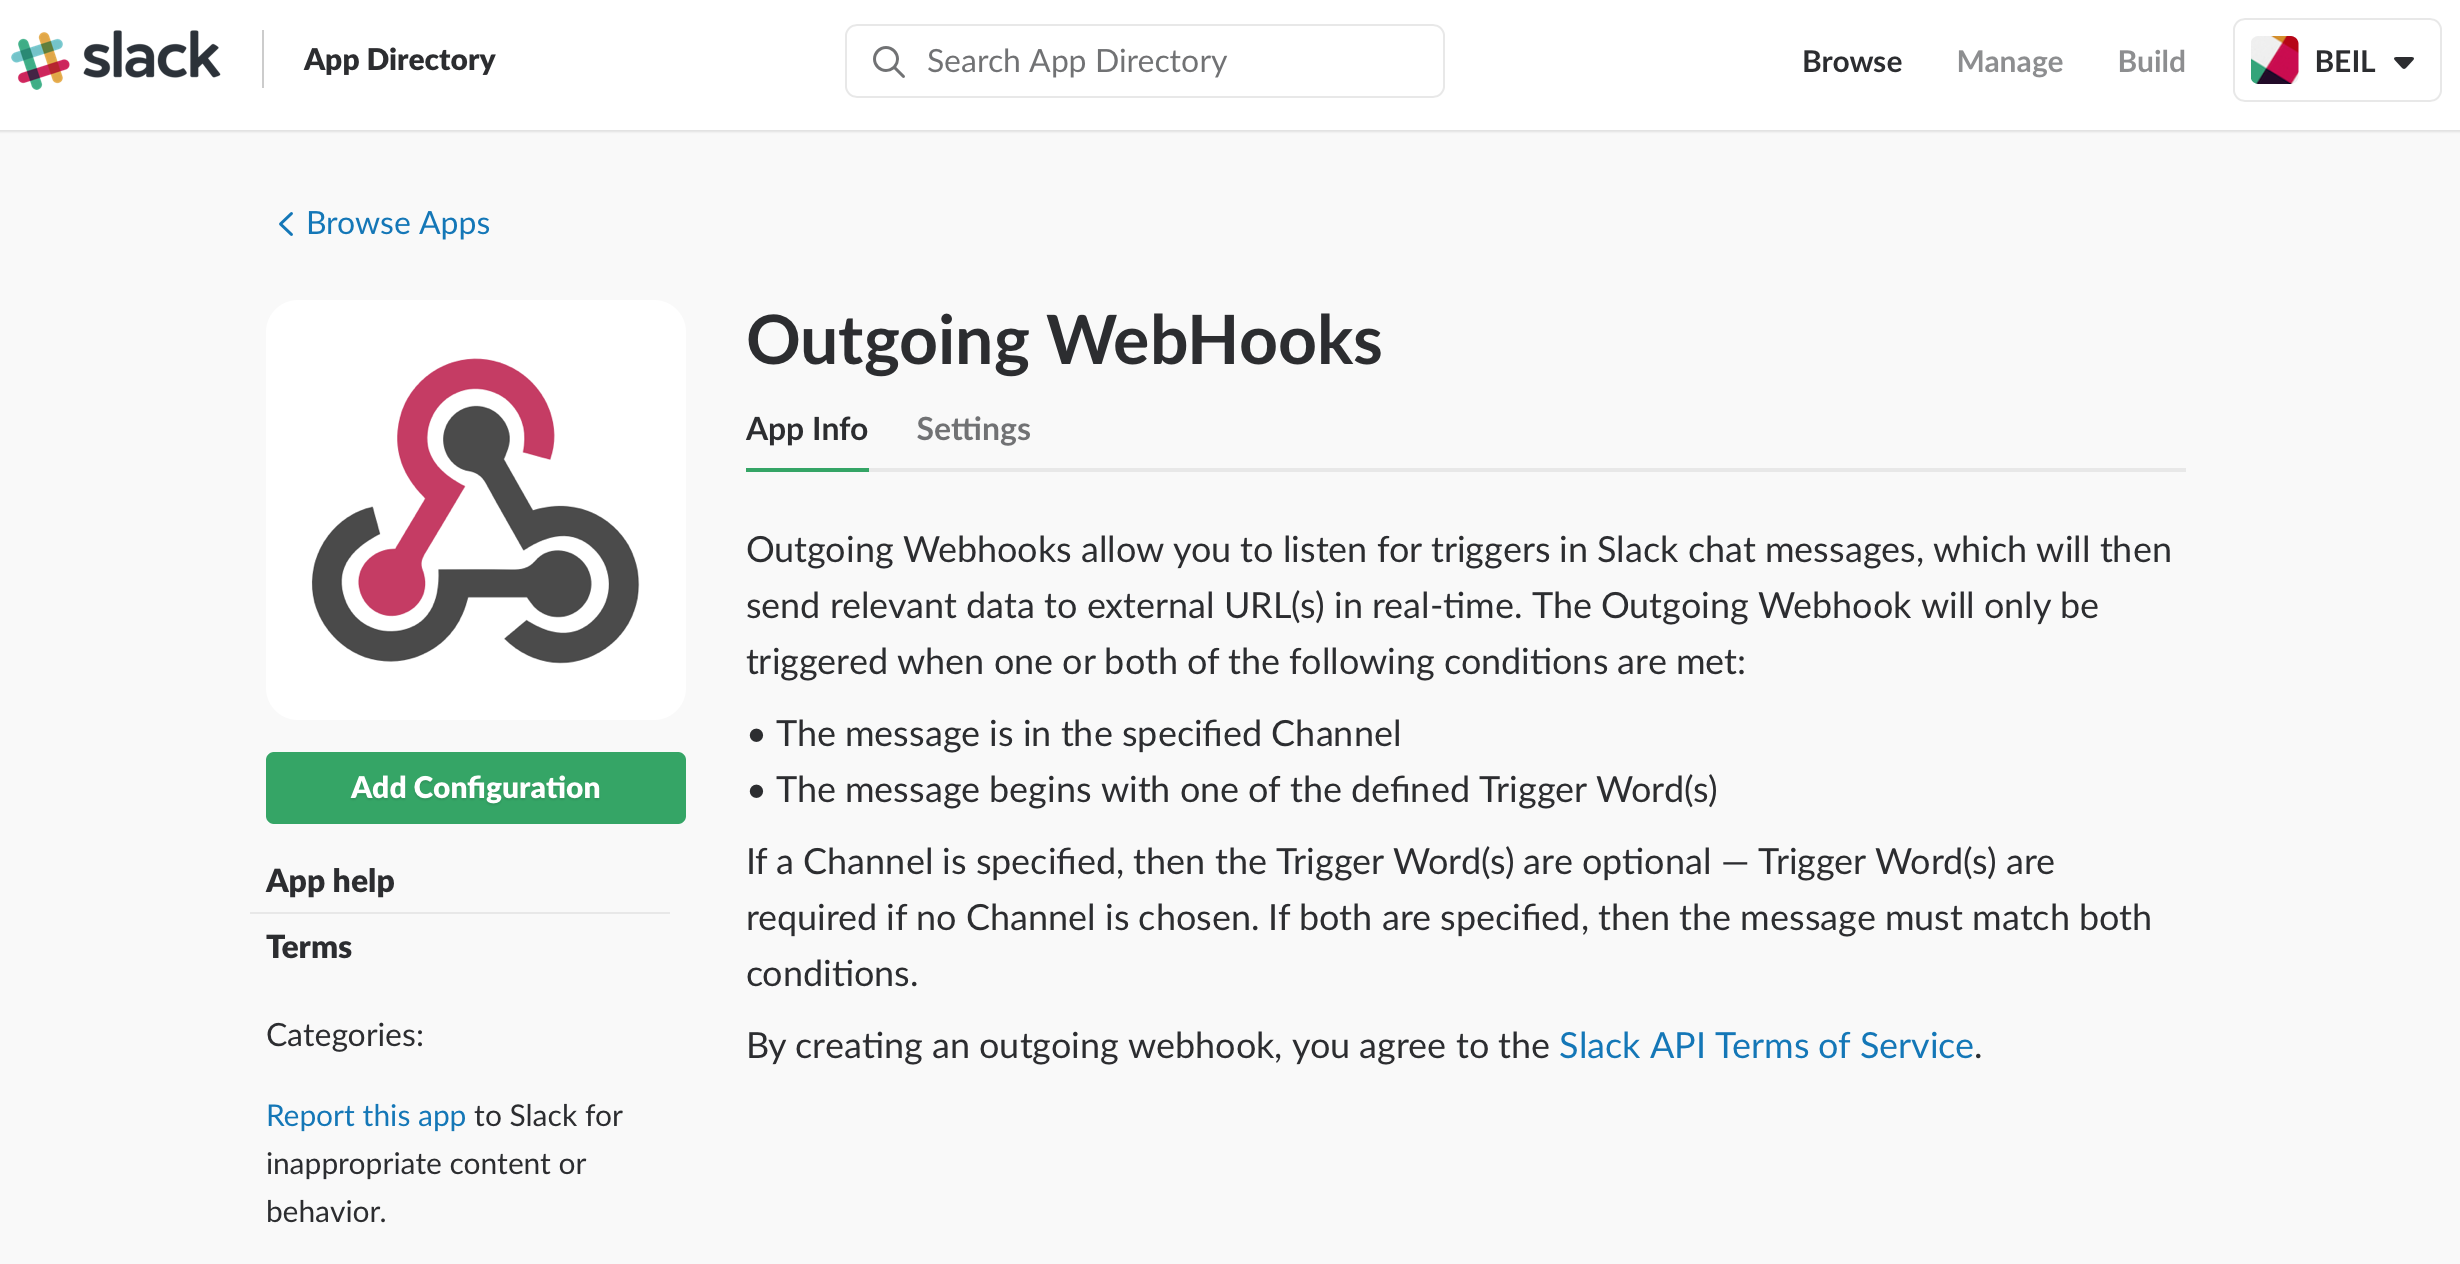 slack
App Directory
Search App Directory
Browse
Manage
Build
BEIL
Browse Apps
Outgoing WebHooks
App Info
Settings
Outgoing Webhooks allow you to listen for triggers in Slack chat messages, which will then
send relevant data to external URL(s) in real-time. The Outgoing Webhook will only be
triggered when one or both of the following conditions are met:
• The message is in the specified Channel
• The message begins with one of the defined Trigger Word(s)
If a Channel is specified, then the Trigger Word(s) are optional — Trigger Word(s) are
required if no Channel is chosen. If both are specified, then the message must match both
conditions.
By creating an outgoing webhook, you agree to the Slack API Terms of Service.
Add Configuration
App help
Terms
Categories:
Report this app to Slack for
inappropriate content or
behavior.